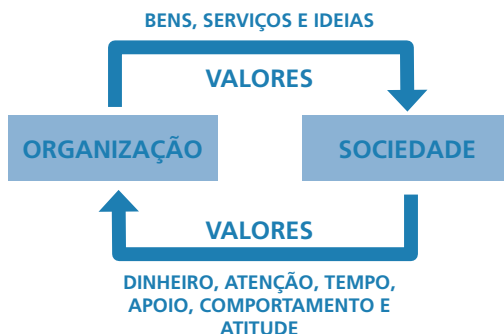 BENS, SERVIÇOS E IDEIAS
VALORES
ORGANIZAÇÃO
SOCIEDADE
VALORES
DINHEIRO, ATENÇÃO, TEMPO,
APOIO, COMPORTAMENTO E
ATITUDE